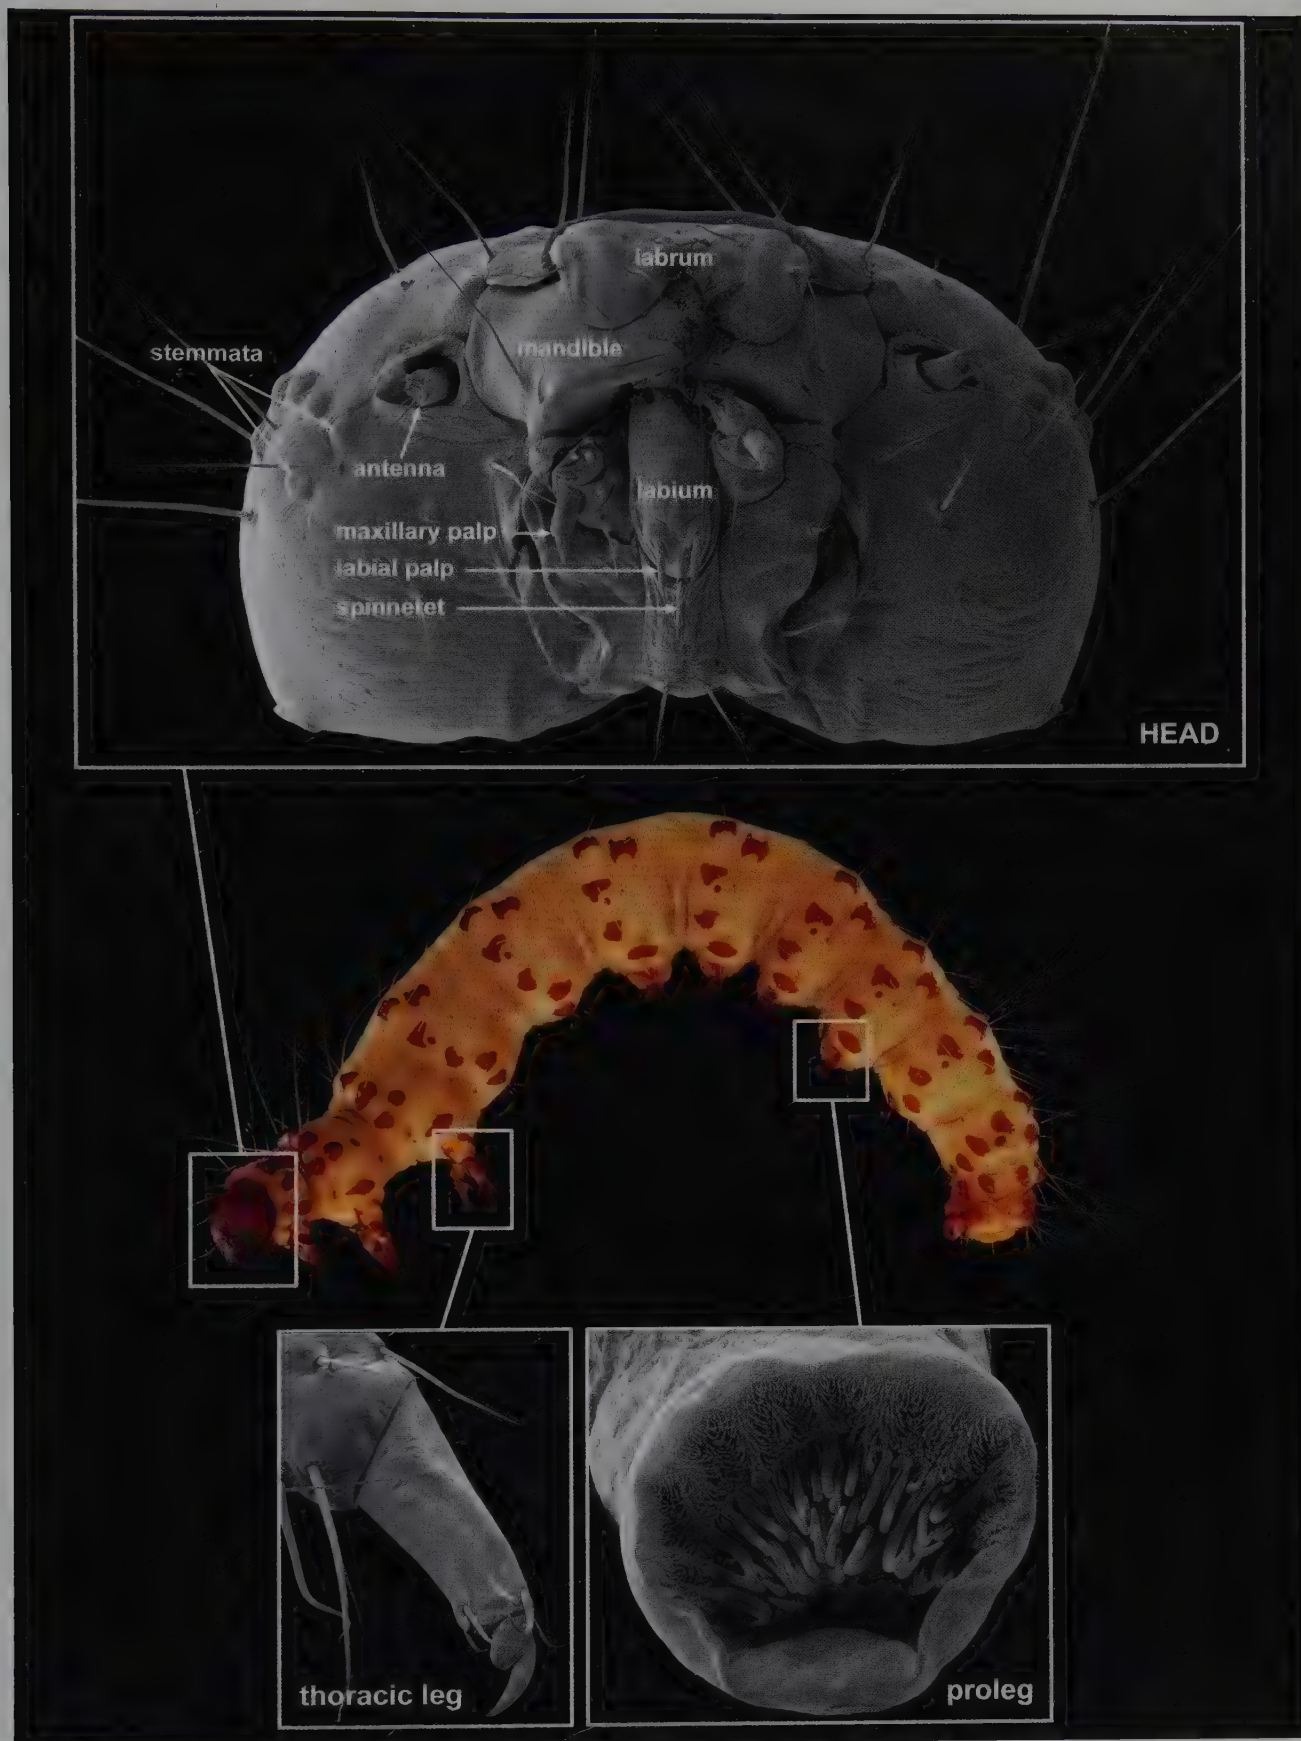 labrum
mandible
stemmata
antenna
labium
maxillary palp
labial palp
spinneret
HEAD
thoracic leg
proleg